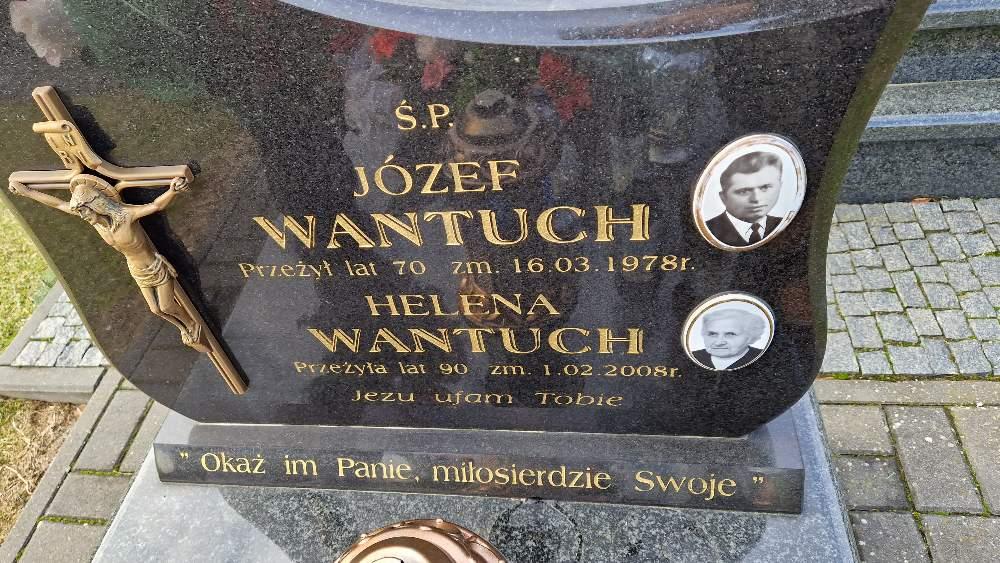 Ś.P.
JÓZEF
WANTUCH
Przeżył lat 70 zm. 16.03.1978r.
HELENA
WANTUCH
Przeżyła lat 90 zm. 1.02.2008r.
Jezu ufam Tobie
" Okaż im Panie, miłosierdzie Swoje "